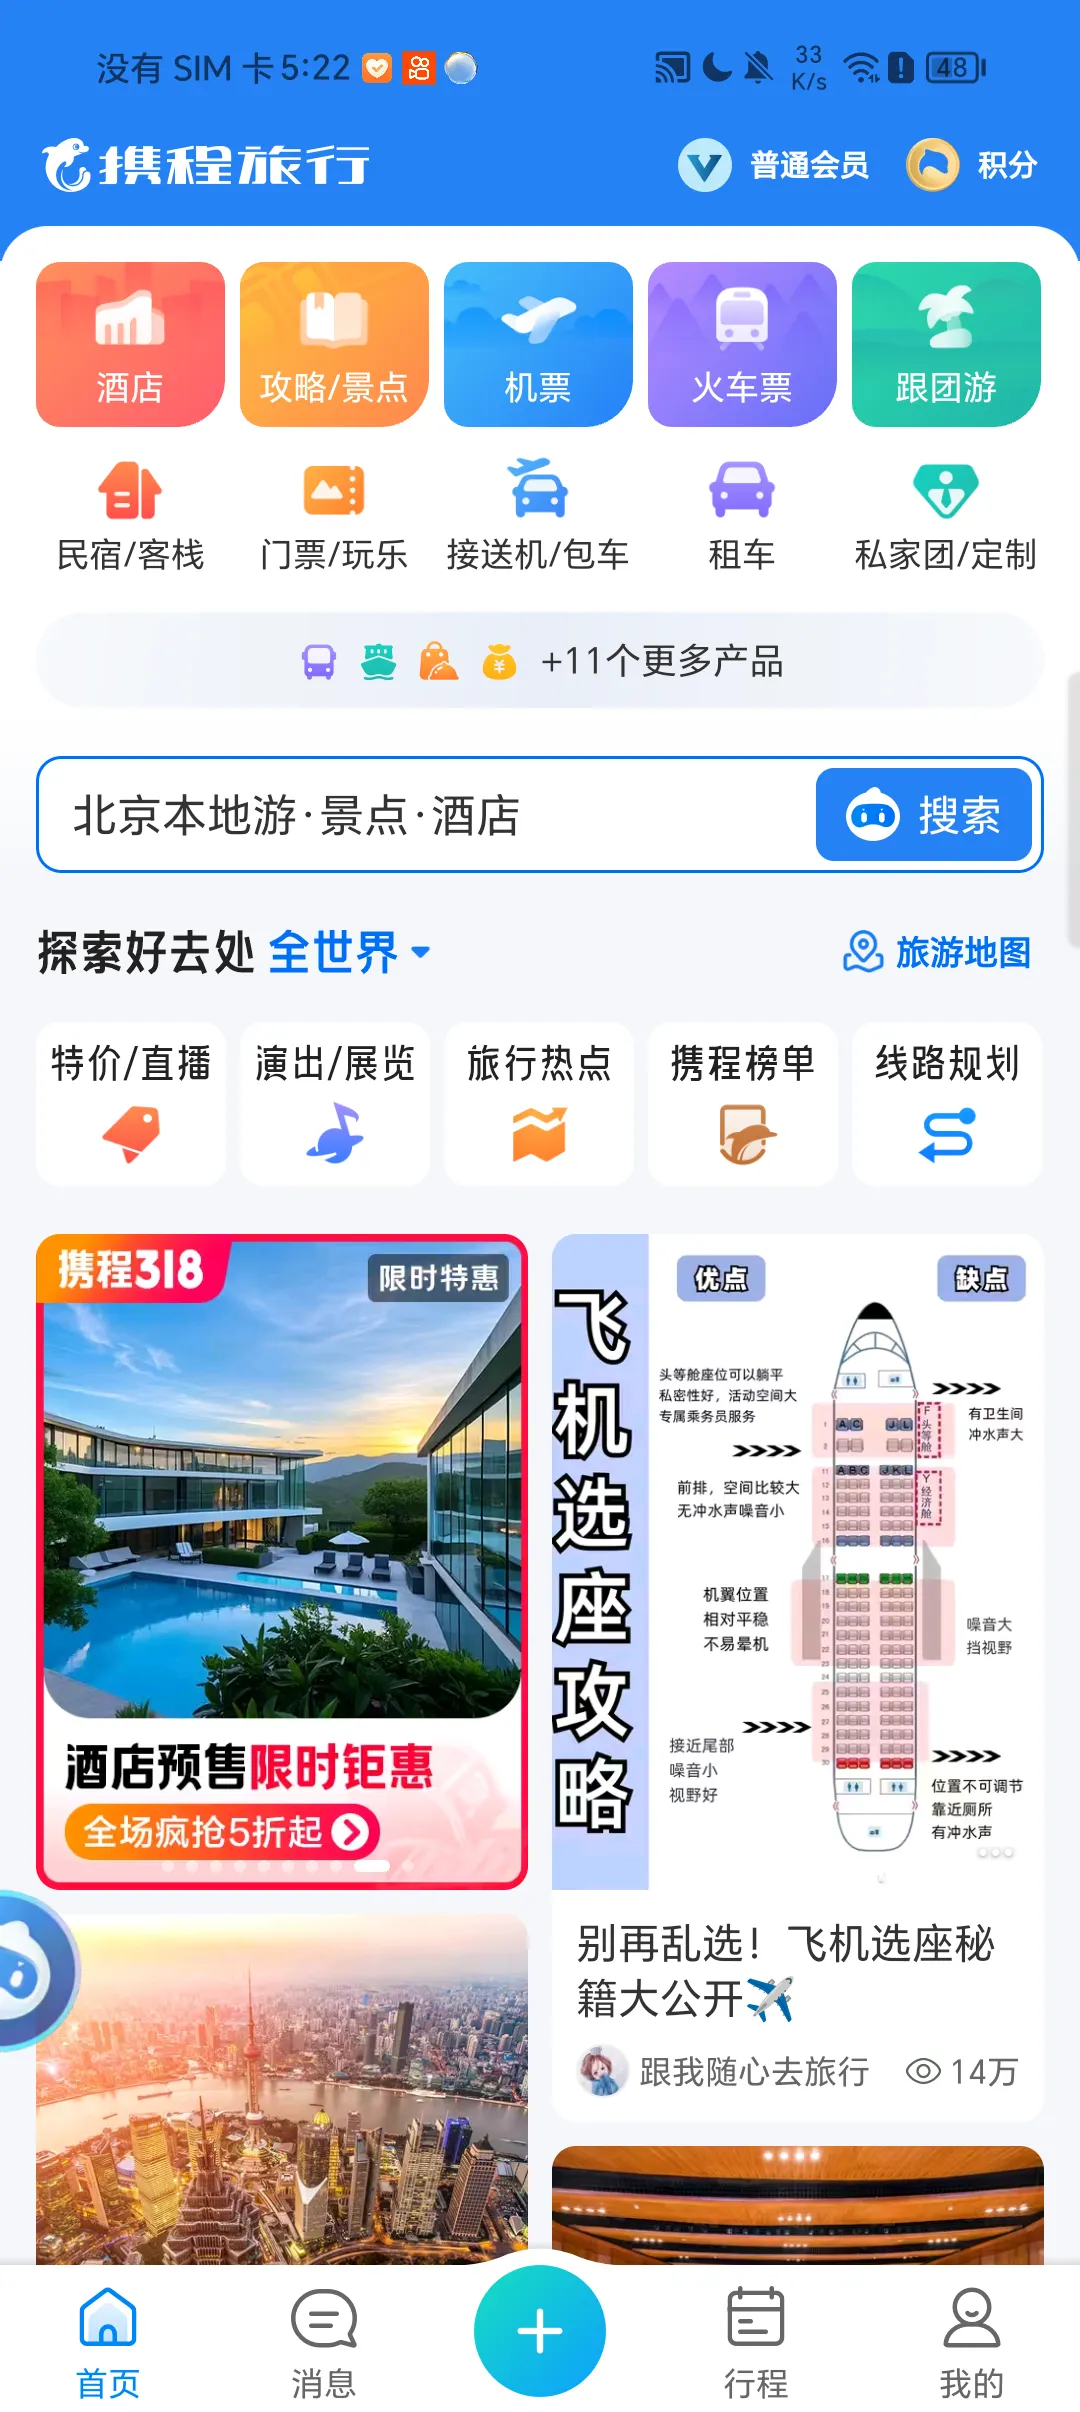 没有 SIM 卡 5:22
33 K/s
48
携程旅行
普通会员
积分
酒店
攻略/景点
机票
火车票
跟团游
民宿/客栈
门票/玩乐
接送机/包车
租车
私家团/定制
+11个更多产品
北京本地游·景点·酒店
搜索
探索好去处 全世界
旅游地图
特价/直播
演出/展览
旅行热点
携程榜单
线路规划
携程318
限时特惠
酒店预售限时钜惠
全场疯抢5折起
飞机选座攻略
优点
缺点
头等舱座位可以躺平
私密性好，活动空间大
专属乘务员服务
有卫生间
冲水声大
F头等舱
前排，空间比较大
无冲水声噪音小
Y经济舱
机翼位置
相对平稳
不易晕机
噪音大
挡视野
接近尾部
噪音小
视野好
位置不可调节
靠近厕所
有冲水声
别再乱选！飞机选座秘
籍大公开✈️
跟我随心去旅行
14万
首页
消息
行程
我的